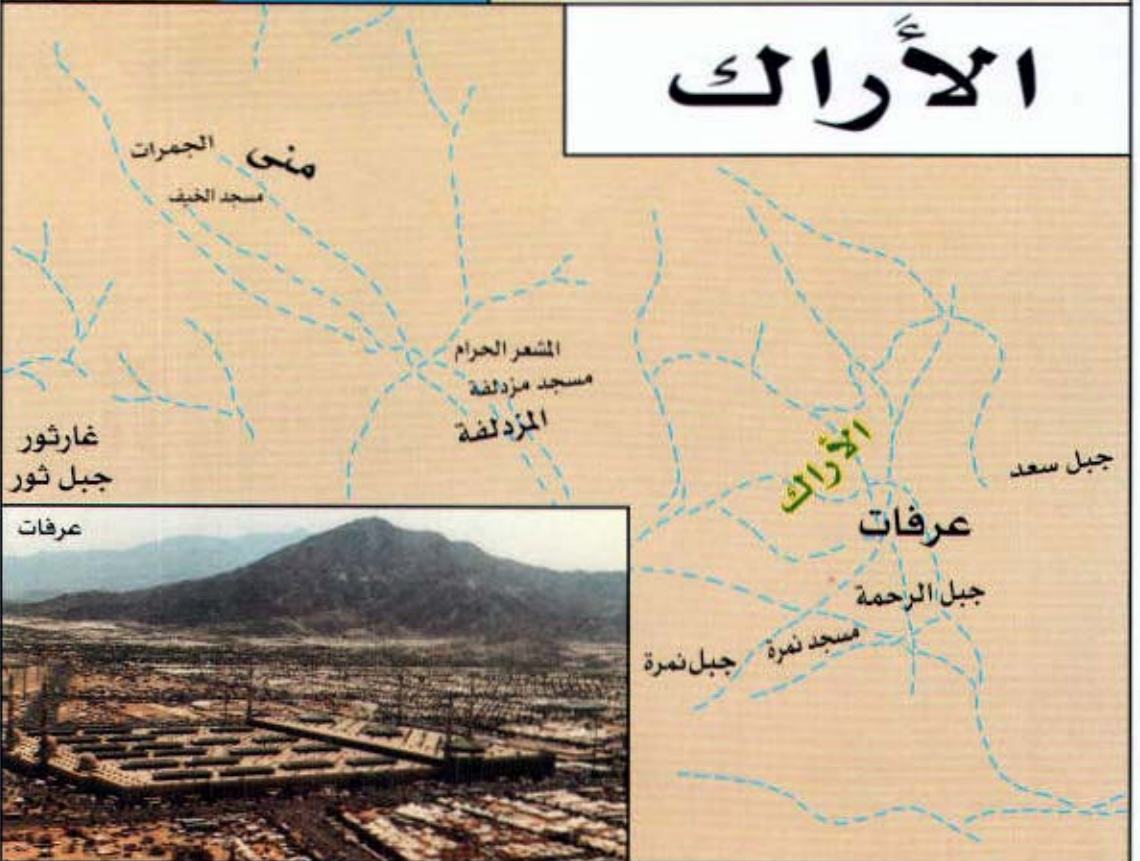 الأَراك
منى
الجمرات
مسجد الخيف
المشعر الحرام
مسجد مزدلفة
المزدلفة
غارثور
جبل ثور
الأراك
جبل سعد
عرفات
جبل الرحمة
مسجد نمرة
جبل نمرة
عرفات